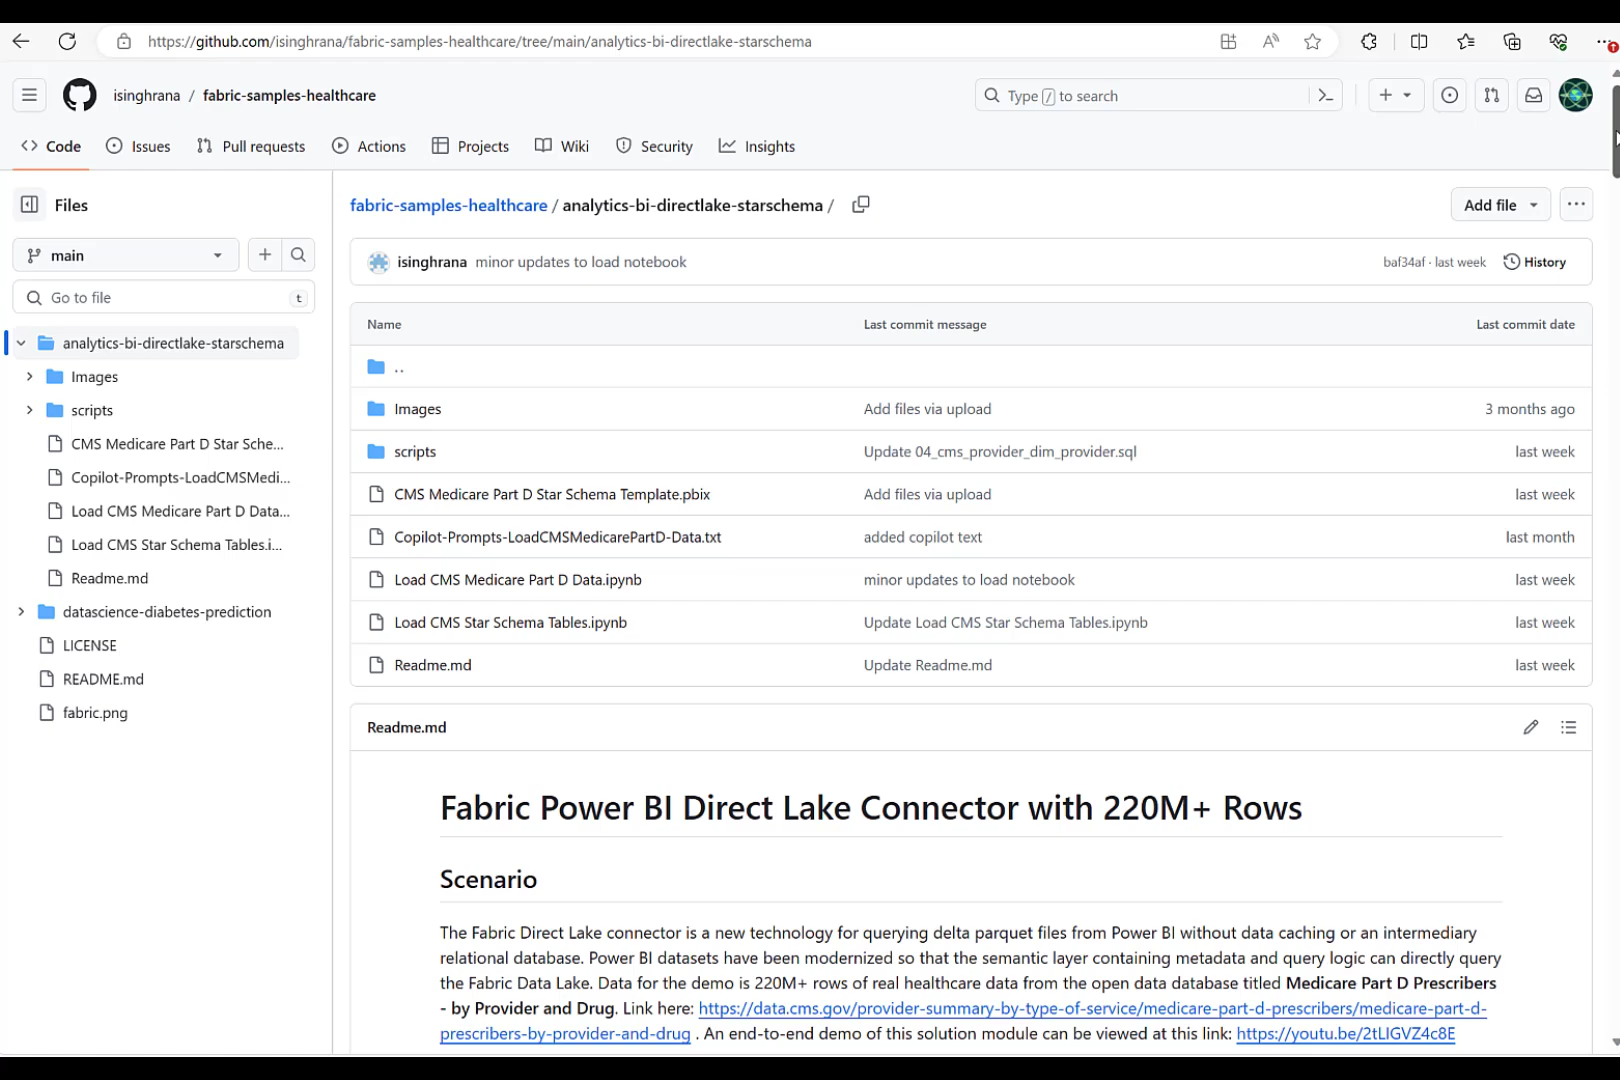 https://github.com/isinghrana/fabric-samples-healthcare/tree/main/analytics-bi-directlake-starschema
isinghrana / fabric-samples-healthcare
Type / to search
Code
Issues
Pull requests
Actions
Projects
Wiki
Security
Insights
Files
main
Go to file
t
analytics-bi-directlake-starschema
Images
scripts
CMS Medicare Part D Star Sche...
Copilot-Prompts-LoadCMSMedi...
Load CMS Medicare Part D Data...
Load CMS Star Schema Tables.i...
Readme.md
datascience-diabetes-prediction
LICENSE
README.md
fabric.png
fabric-samples-healthcare / analytics-bi-directlake-starschema /
Add file
isinghrana minor updates to load notebook
baf34af · last week
History
Name Last commit message Last commit date
..
Images Add files via upload 3 months ago
scripts Update 04_cms_provider_dim_provider.sql last week
CMS Medicare Part D Star Schema Template.pbix Add files via upload last week
Copilot-Prompts-LoadCMSMedicarePartD-Data.txt added copilot text last month
Load CMS Medicare Part D Data.ipynb minor updates to load notebook last week
Load CMS Star Schema Tables.ipynb Update Load CMS Star Schema Tables.ipynb last week
Readme.md Update Readme.md last week
Readme.md
Fabric Power BI Direct Lake Connector with 220M+ Rows
Scenario
The Fabric Direct Lake connector is a new technology for querying delta parquet files from Power BI without data caching or an intermediary
relational database. Power BI datasets have been modernized so that the semantic layer containing metadata and query logic can directly query
the Fabric Data Lake. Data for the demo is 220M+ rows of real healthcare data from the open data database titled Medicare Part D Prescribers
- by Provider and Drug. Link here: https://data.cms.gov/provider-summary-by-type-of-service/medicare-part-d-prescribers/medicare-part-d-
prescribers-by-provider-and-drug . An end-to-end demo of this solution module can be viewed at this link: https://youtu.be/2tLIGVZ4c8E